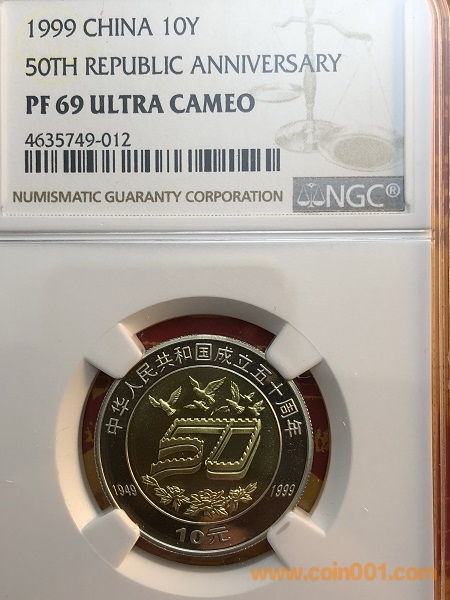 1999 CHINA 10Y
50TH REPUBLIC ANNIVERSARY
PF 69 ULTRA CAMEO
4635749-012
NUMISMATIC GUARANTY CORPORATION NGC®
中华人民共和国成立五十周年
50
1949 1999
10元
www.coin001.com